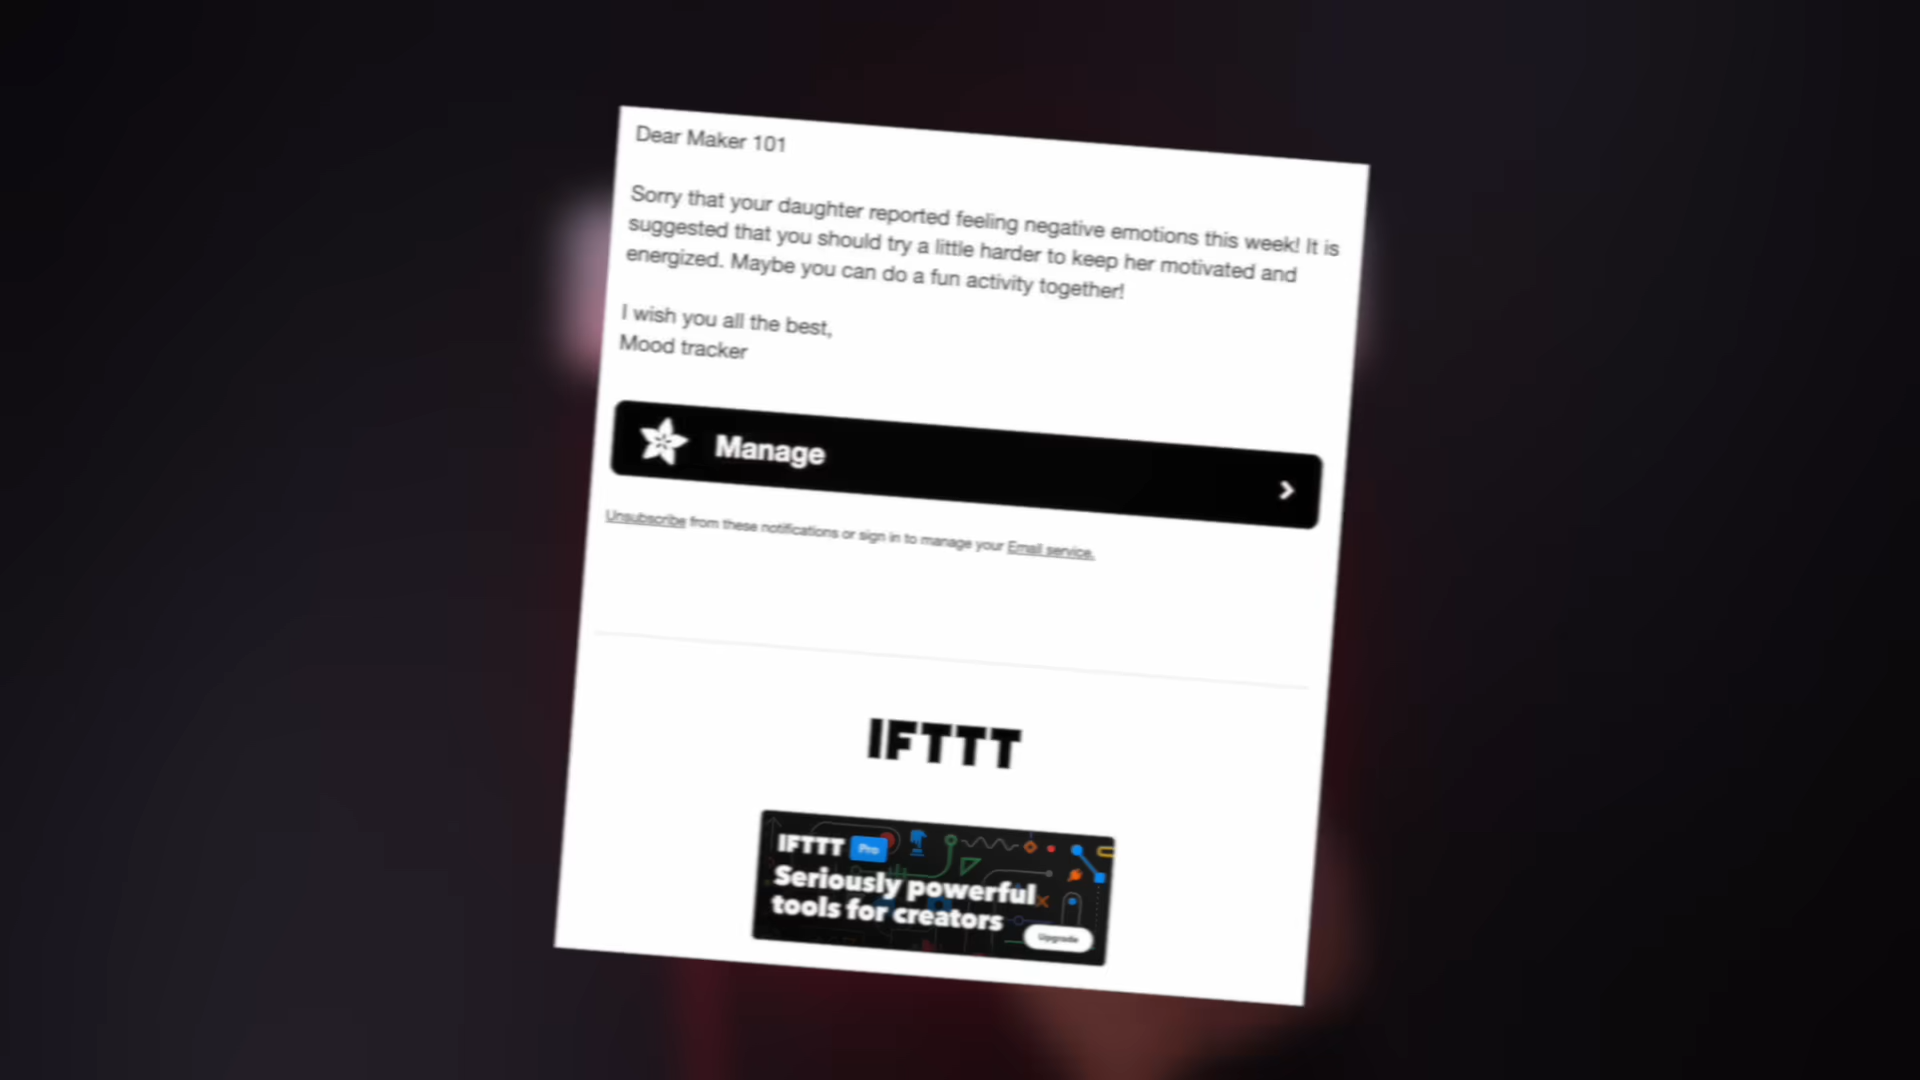 Dear Maker 101
Sorry that your daughter reported feeling negative emotions this week! It is
suggested that you should try a little harder to keep her motivated and
energized. Maybe you can do a fun activity together!
I wish you all the best,
Mood tracker
Manage
Unsubscribe from these notifications or sign in to manage your Email service.
IFTTT
IFTTT Pro
Seriously powerful
tools for creators
Upgrade